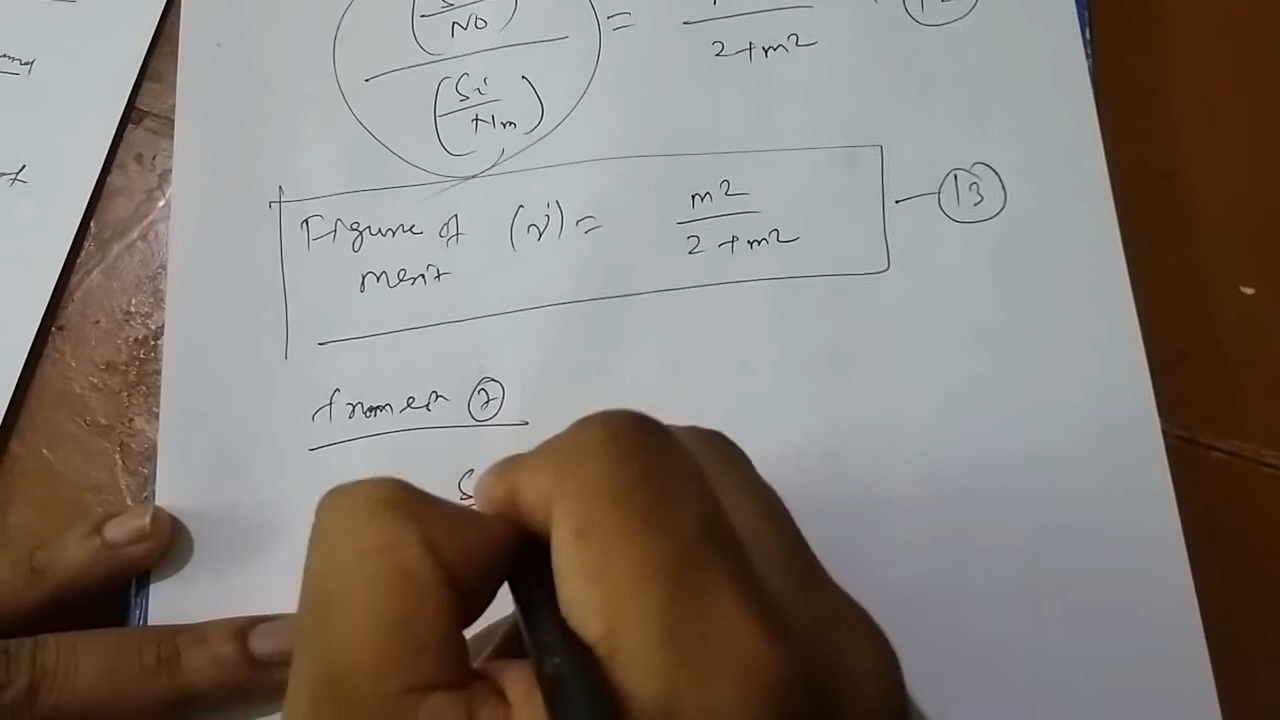 NO
=
2+m2
(Si
Nm)
Figure of (γ) = m2
2+m2
merit
13
from eq 7
S